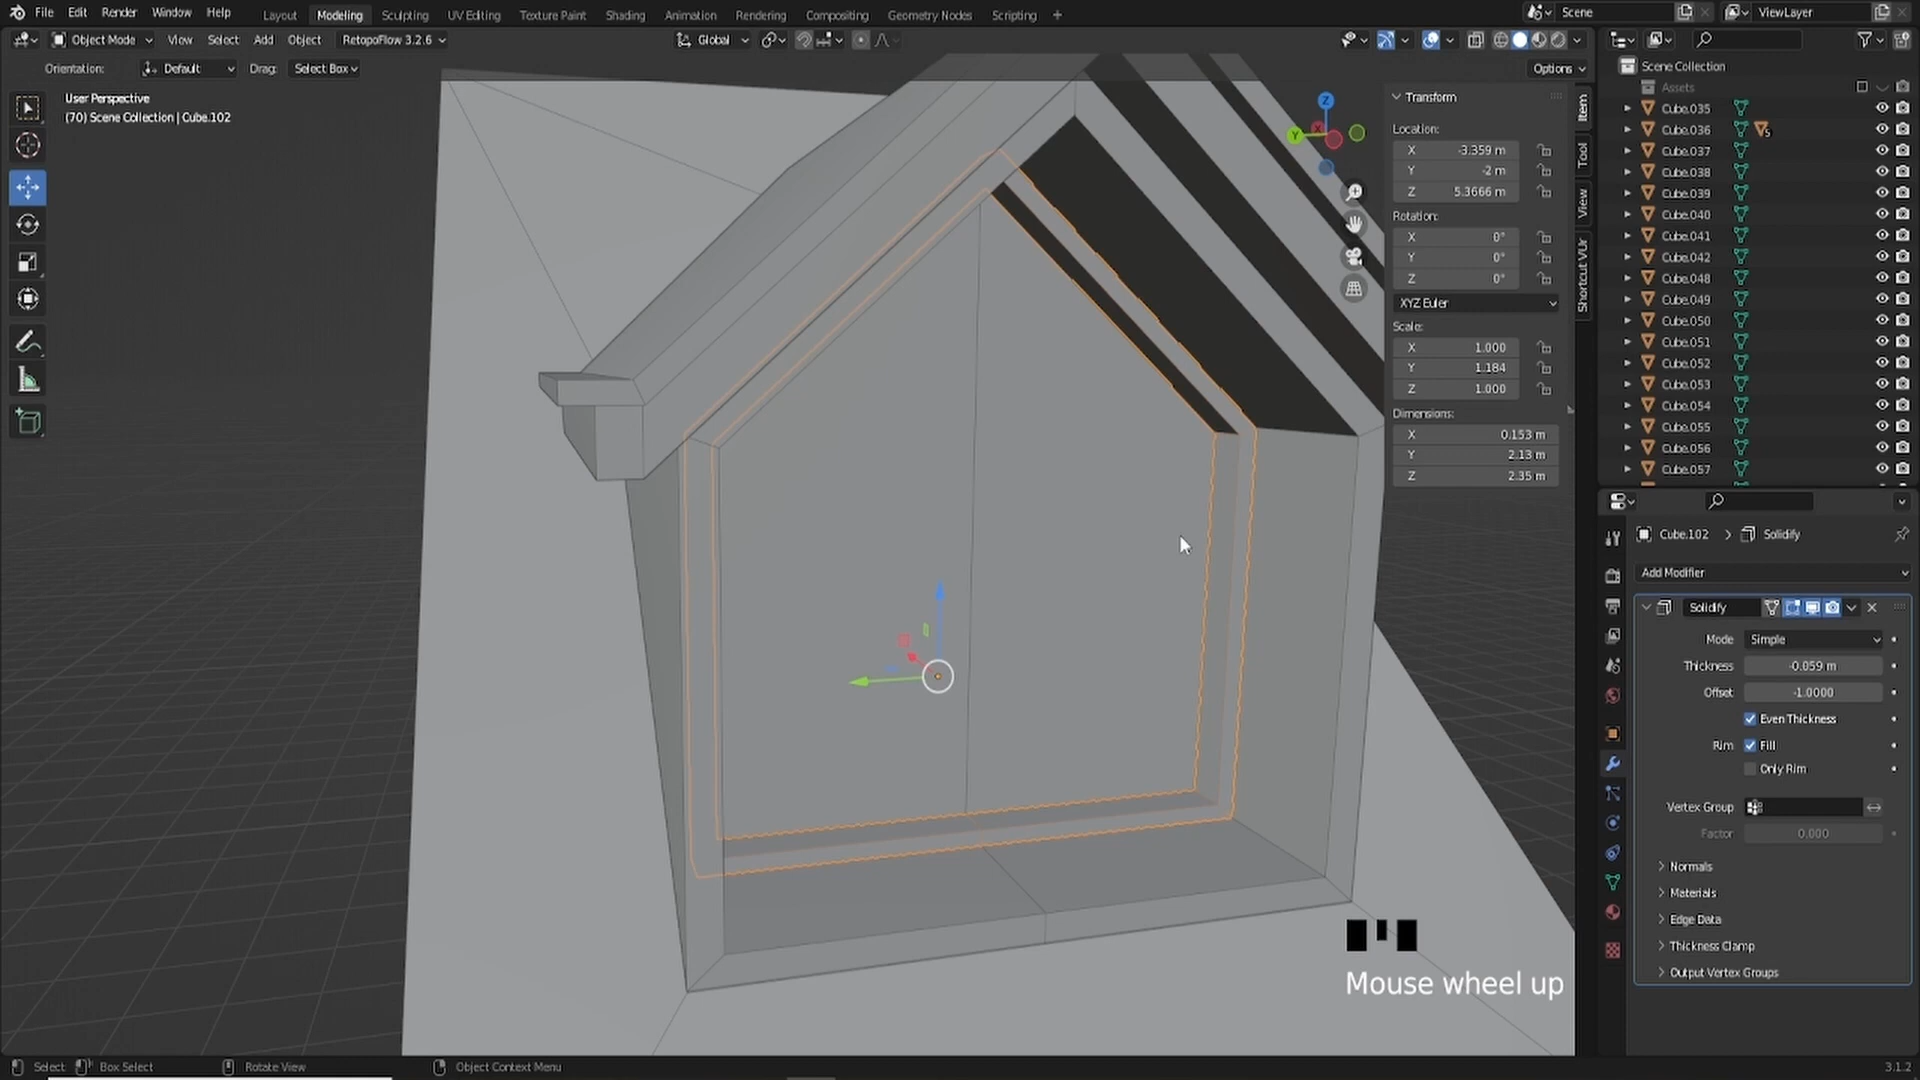 File Edit Render Window Help Layout Modeling Sculpting UV Editing Texture Paint Shading Animation Rendering Compositing Geometry Nodes Scripting + Scene ViewLayer
Object Mode View Select Add Object RetopoFlow 3.2.6 Global
Orientation: Default Drag: Select Box Options
User Perspective
(70) Scene Collection | Cube.102
Z
Y
X
Transform
Location:
X -3.359 m
Y -2 m
Z 5.3666 m
Rotation:
X 0°
Y 0°
Z 0°
XYZ Euler
Scale:
X 1.000
Y 1.184
Z 1.000
Dimensions:
X 0.153 m
Y 2.13 m
Z 2.35 m
Item
Tool
View
Shortcut VUr
Scene Collection
Assets
Cube.035
Cube.036 5
Cube.037
Cube.038
Cube.039
Cube.040
Cube.041
Cube.042
Cube.048
Cube.049
Cube.050
Cube.051
Cube.052
Cube.053
Cube.054
Cube.055
Cube.056
Cube.057
Cube.102 > Solidify
Add Modifier
Solidify
Mode Simple
Thickness -0.059 m
Offset -1.0000
Even Thickness
Rim Fill
Only Rim
Vertex Group
Factor 0.000
Normals
Materials
Edge Data
Thickness Clamp
Output Vertex Groups
Mouse wheel up
Select Box Select Rotate View Object Context Menu 3.1.2